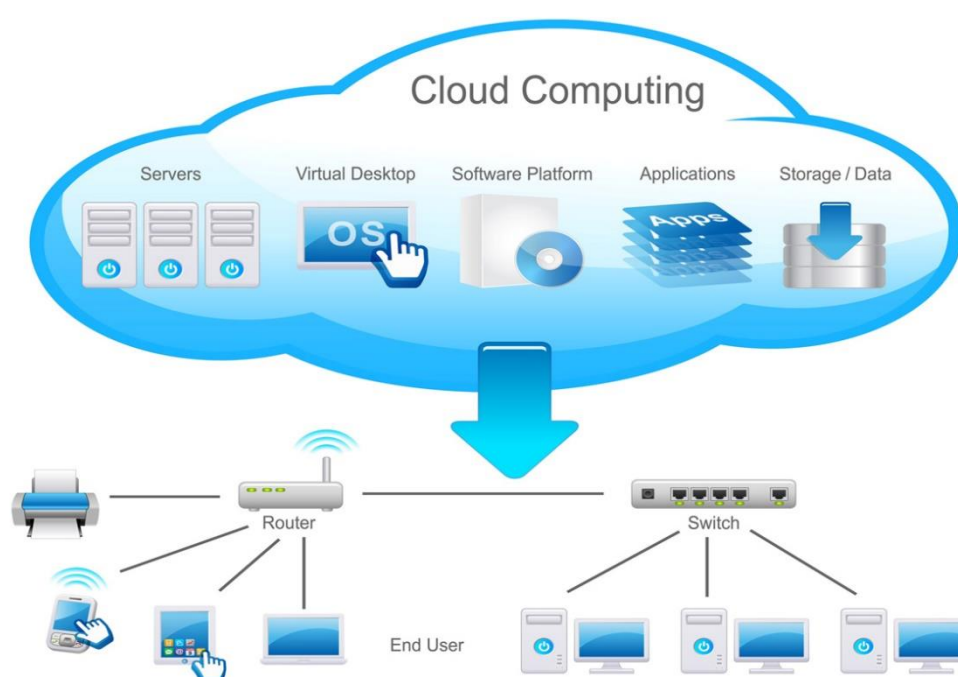 Cloud Computing
Servers
Virtual Desktop
Software Platform
Applications
Storage / Data
OS
Apps
Router
Switch
End User